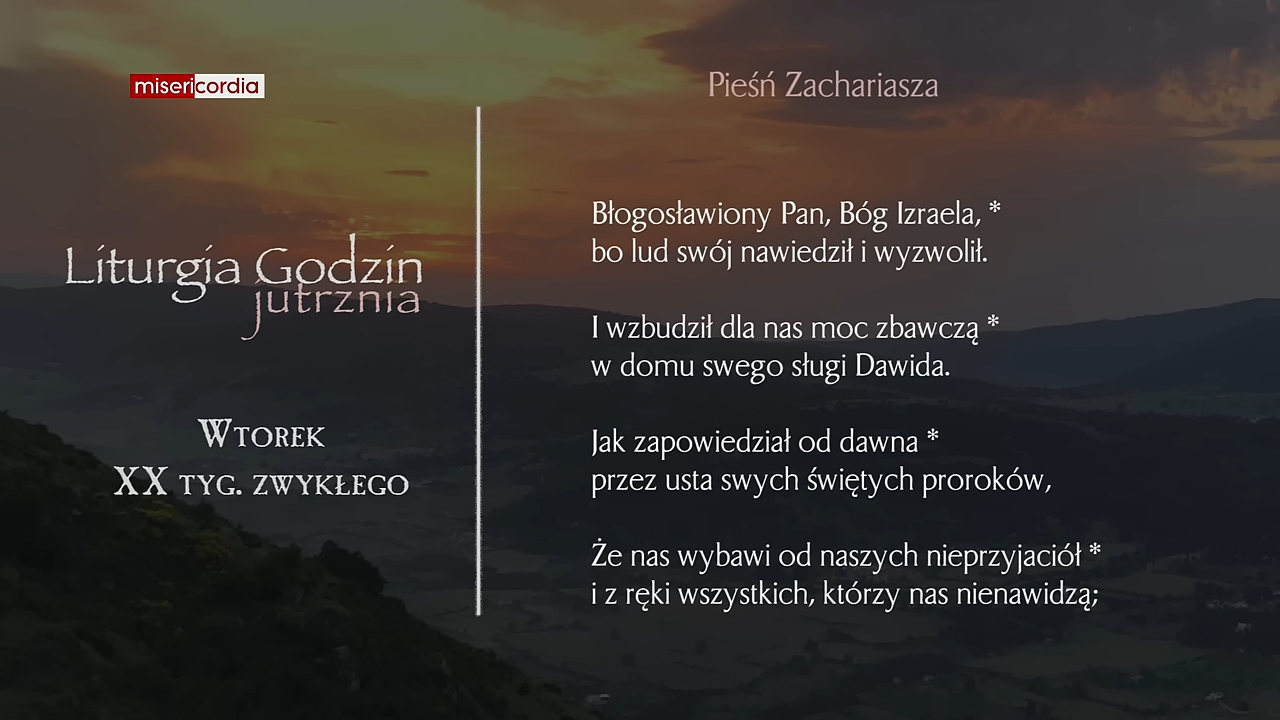 misericordia
Liturgia Godzin
jutrznia
Wtorek
XX tyg. zwykłego
Pieśń Zachariasza
Błogosławiony Pan, Bóg Izraela, *
bo lud swój nawiedził i wyzwolił.
I wzbudził dla nas moc zbawczą *
w domu swego sługi Dawida.
Jak zapowiedział od dawna *
przez usta swych świętych proroków,
Że nas wybawi od naszych nieprzyjaciół *
i z ręki wszystkich, którzy nas nienawidzą;